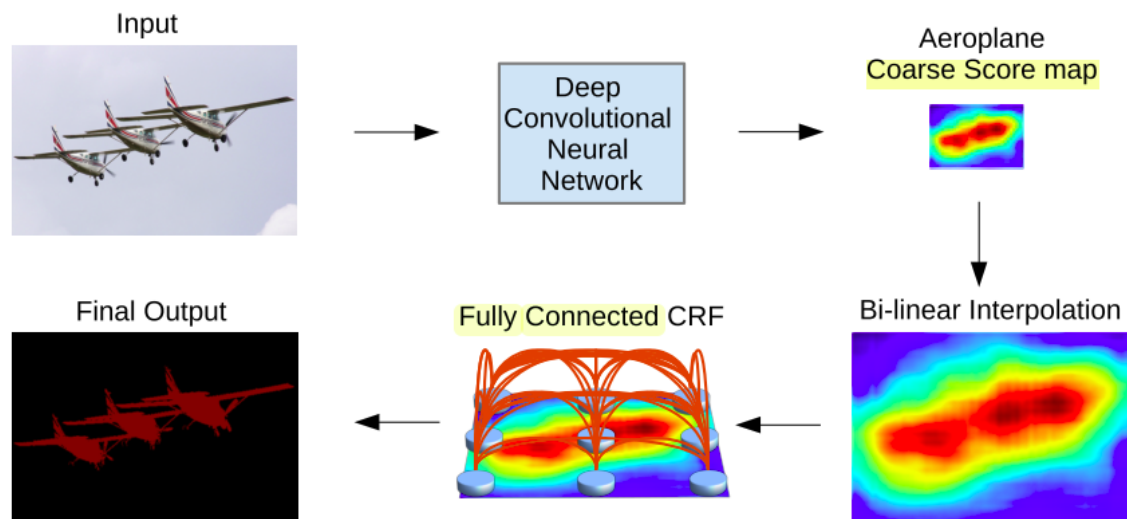 Input
Deep
Convolutional
Neural
Network
Aeroplane
Coarse Score map
Final Output
Fully Connected CRF
Bi-linear Interpolation